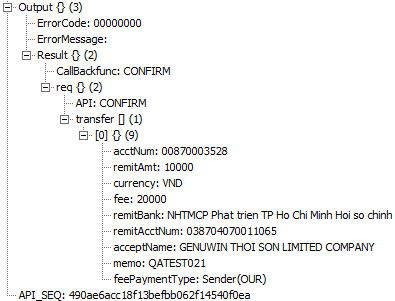 Output {} (3)
ErrorCode: 00000000
ErrorMessage:
Result {} (2)
CallBackfunc: CONFIRM
req {} (2)
API: CONFIRM
transfer [] (1)
[0] {} (9)
acctNum: 00870003528
remitAmt: 10000
currency: VND
fee: 20000
remitBank: NHTMCP Phat trien TP Ho Chi Minh Hoi so chinh
remitAcctNum: 038704070011065
acceptName: GENUWIN THOI SON LIMITED COMPANY
memo: QATEST021
feePaymentType: Sender(OUR)
API_SEQ: 490ae6acc18f13befbb062f14540f0ea